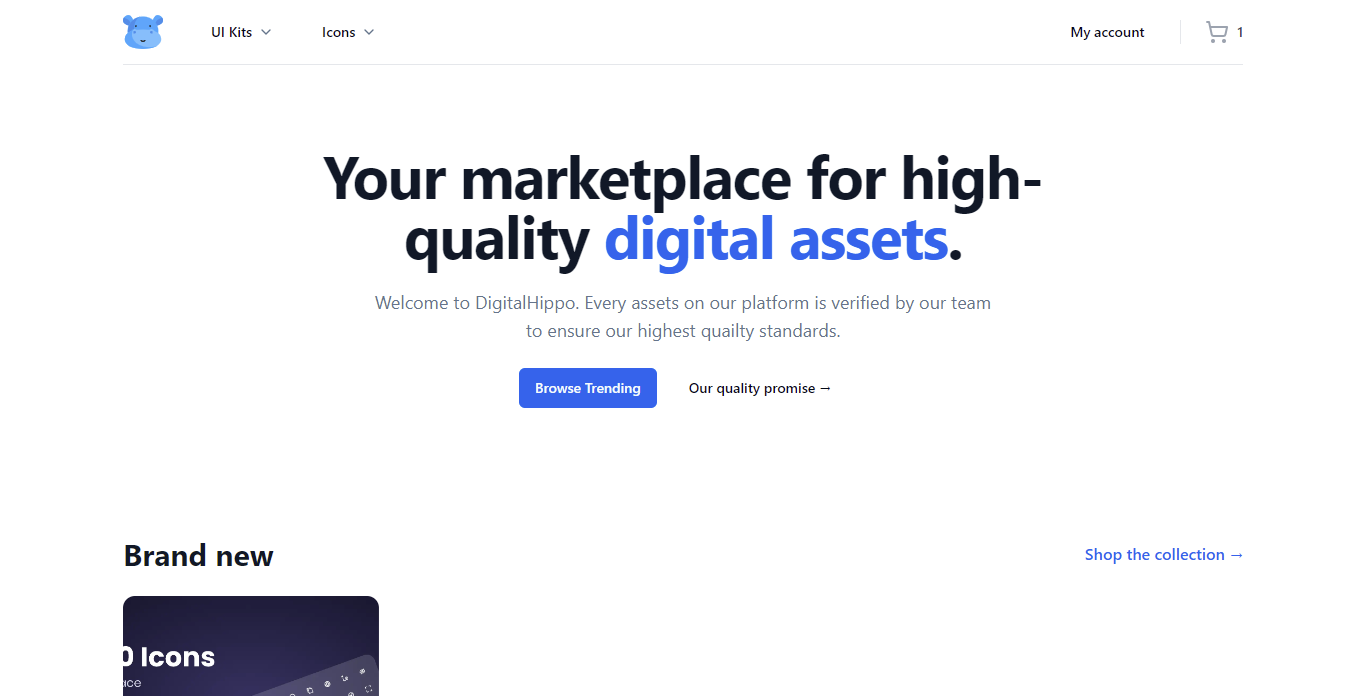 UI Kits
Icons
My account
1
Your marketplace for high-
quality digital assets.
Welcome to DigitalHippo. Every assets on our platform is verified by our team
to ensure our highest quailty standards.
Browse Trending
Our quality promise →
Brand new
Shop the collection →
0 Icons
ace